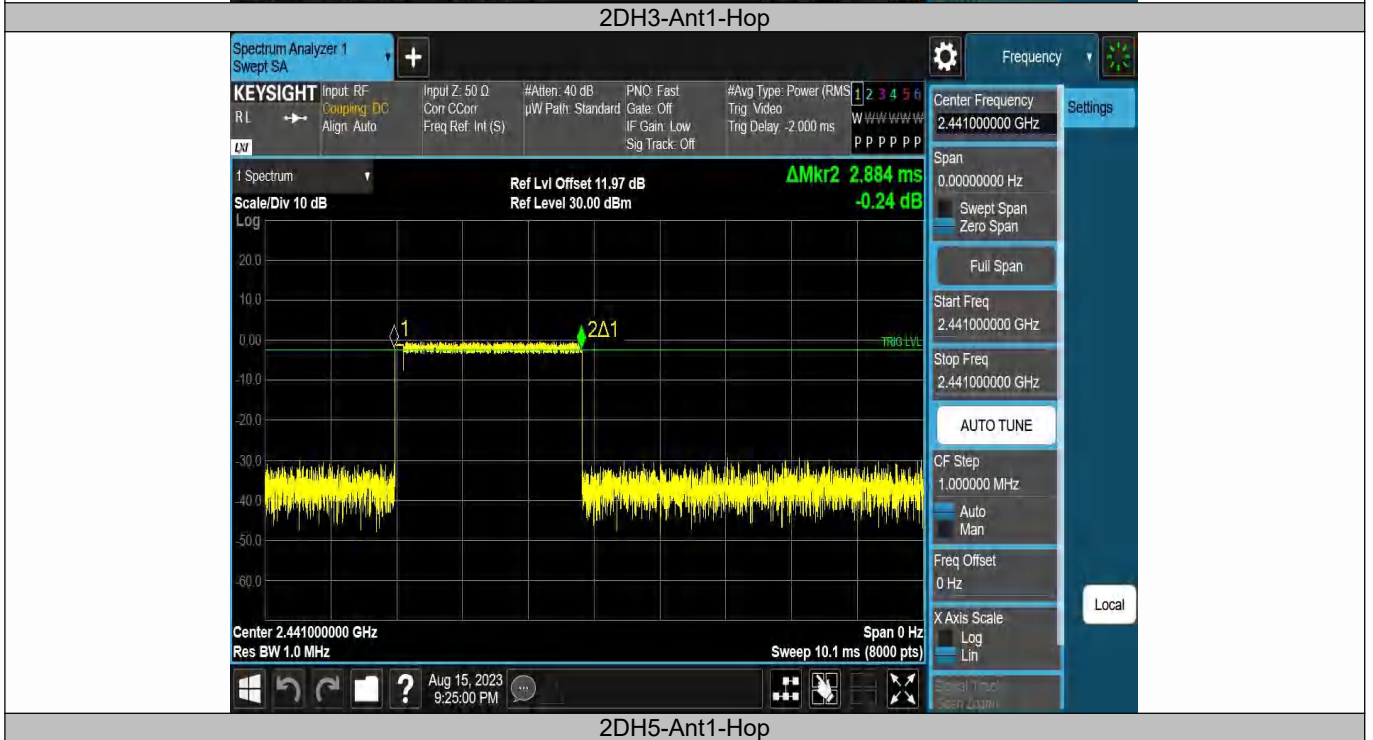 2DH3-Ant1-Hop
Spectrum Analyzer 1
Swept SA
+
Frequency
KEYSIGHT
RL
LXI
Input: RF
Coupling: DC
Align: Auto
Input Z: 50 Ω
Corr CCorr
Freq Ref: Int (S)
#Atten: 40 dB
µW Path: Standard
PNO: Fast
Gate: Off
IF Gain: Low
Sig Track: Off
#Avg Type: Power (RMS
Trig: Video
Trig Delay: -2.000 ms
1 2 3 4 5 6
W W W W W W
P P P P P P
Center Frequency
2.441000000 GHz
Settings
Span
0.00000000 Hz
Swept Span
Zero Span
Full Span
Start Freq
2.441000000 GHz
Stop Freq
2.441000000 GHz
AUTO TUNE
CF Step
1.000000 MHz
Auto
Man
Freq Offset
0 Hz
X Axis Scale
Log
Lin
Local
1 Spectrum
Scale/Div 10 dB
Log
Ref Lvl Offset 11.97 dB
Ref Level 30.00 dBm
ΔMkr2 2.884 ms
-0.24 dB
20.0
10.0
0.00
-10.0
-20.0
-30.0
-40.0
-50.0
-60.0
1
2Δ1
TRIG LVL
Center 2.441000000 GHz
Res BW 1.0 MHz
Span 0 Hz
Sweep 10.1 ms (8000 pts)
?
Aug 15, 2023
9:25:00 PM
2DH5-Ant1-Hop